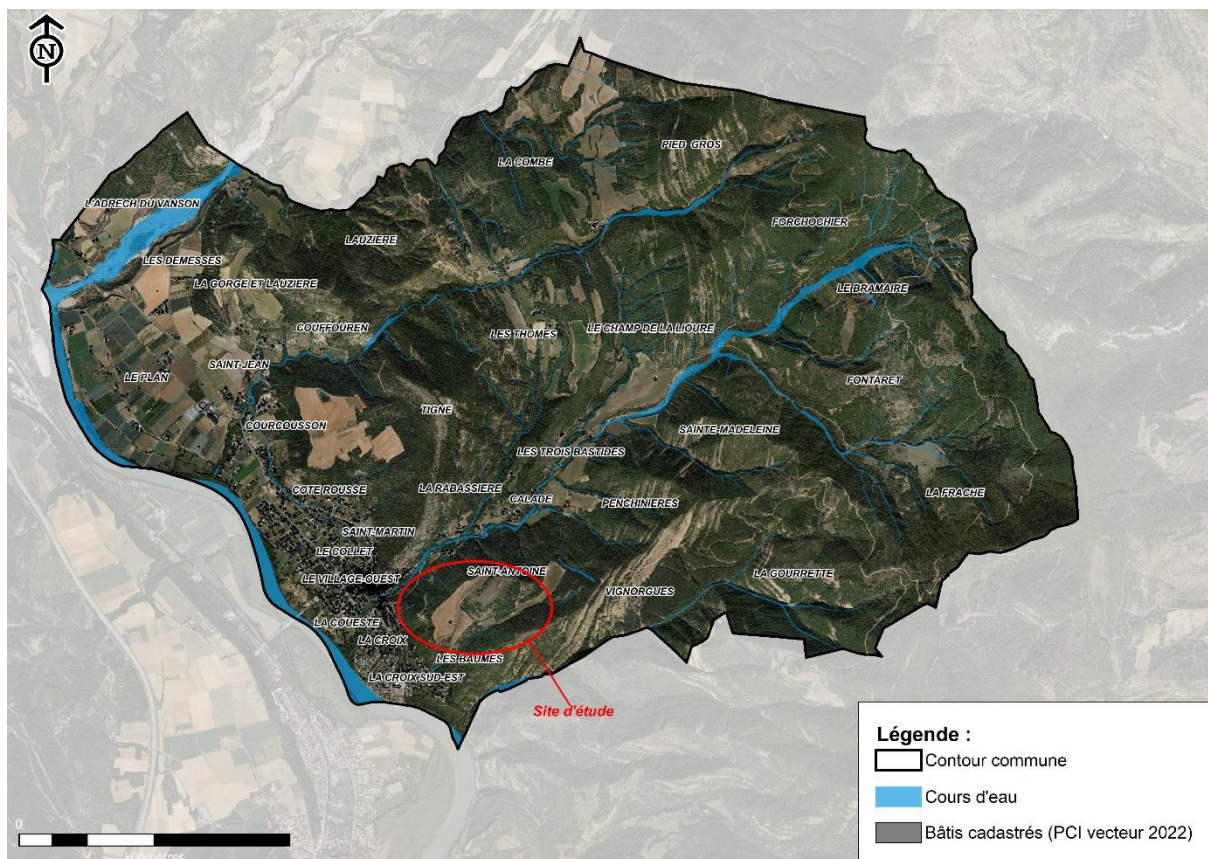 N
PIED GROS
LA COMBE
L'ADRECH DU VANSON
FORCHOCHIER
LAUZIERE
LES DEMESSES
LA GORGE ET LAUZIERE
LE BRAMAIRE
COUFFOUREN
LES THOMES
LE CHAMP DE LA LIOURE
SAINT-JEAN
LE PLAN
FONTARET
TIGNE
COURCOUSSON
SAINTE-MADELEINE
LES TROIS BASTIDES
COTE ROUSSE
LA RABASSIERE
LA FRACHE
CALADE
PENCHINIERES
SAINT-MARTIN
LE COLLET
SAINT-ANTOINE
LA GOURRETTE
LE VILLAGE-OUEST
VIGNORGUES
LA COUESTE
LA CROIX
LES BAUMES
LA CROIX SUD-EST
Site d'étude
Légende :
Contour commune
Cours d'eau
Bâtis cadastrés (PCI vecteur 2022)
0
kilomètres